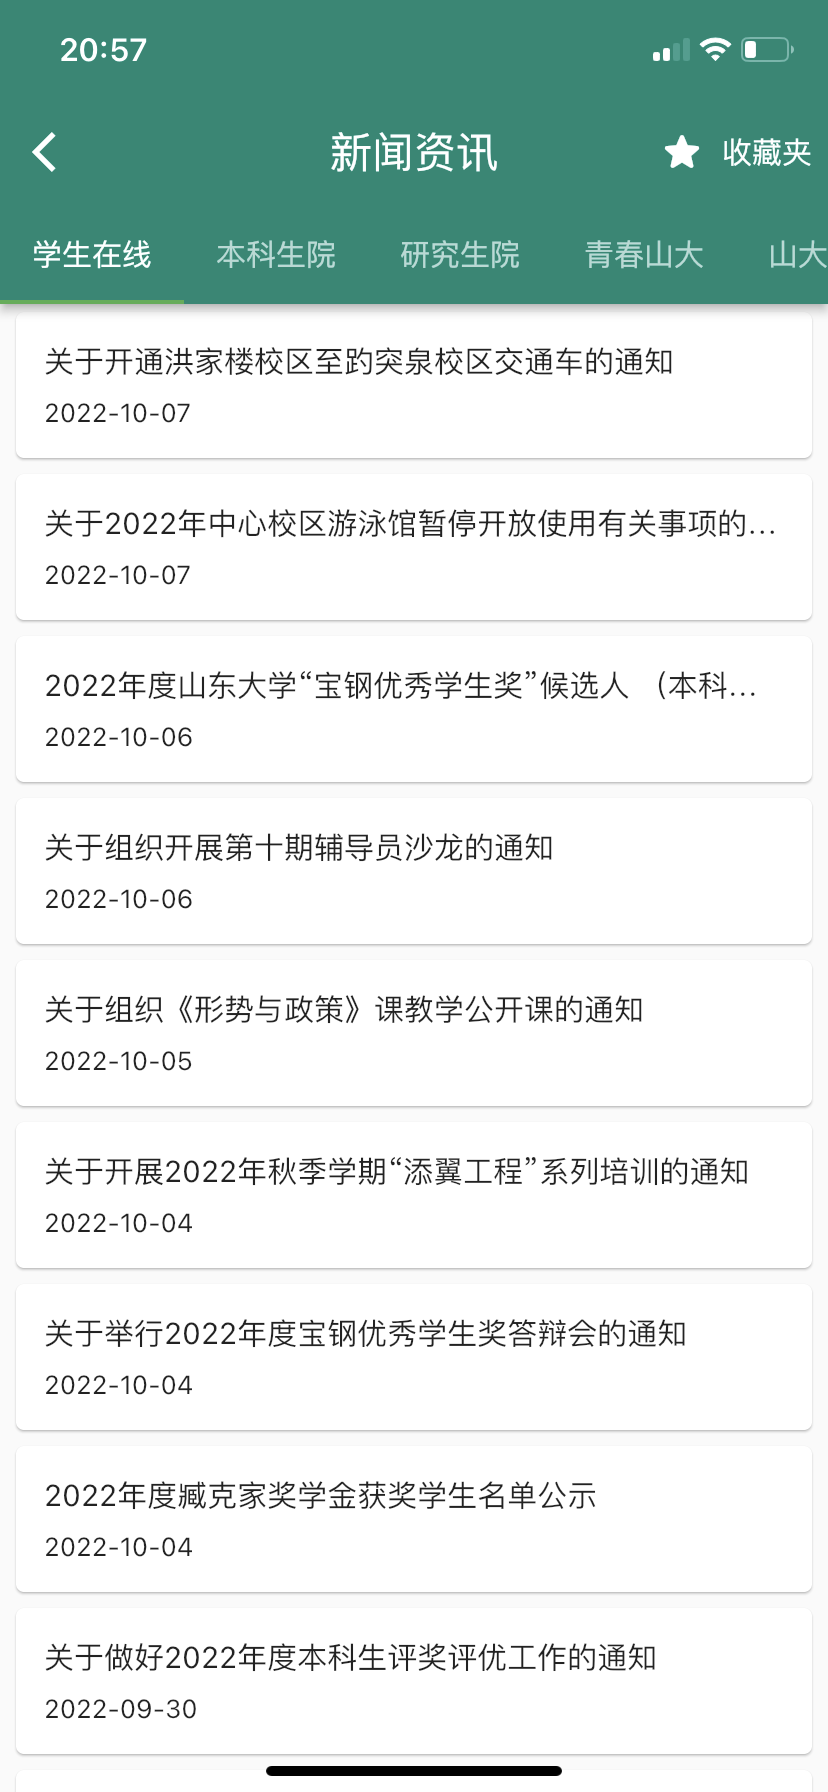 20:57
新闻资讯
收藏夹
学生在线 本科生院 研究生院 青春山大 山大
关于开通洪家楼校区至趵突泉校区交通车的通知
2022-10-07
关于2022年中心校区游泳馆暂停开放使用有关事项的...
2022-10-07
2022年度山东大学“宝钢优秀学生奖”候选人 （本科...
2022-10-06
关于组织开展第十期辅导员沙龙的通知
2022-10-06
关于组织《形势与政策》课教学公开课的通知
2022-10-05
关于开展2022年秋季学期“添翼工程”系列培训的通知
2022-10-04
关于举行2022年度宝钢优秀学生奖答辩会的通知
2022-10-04
2022年度臧克家奖学金获奖学生名单公示
2022-10-04
关于做好2022年度本科生评奖评优工作的通知
2022-09-30